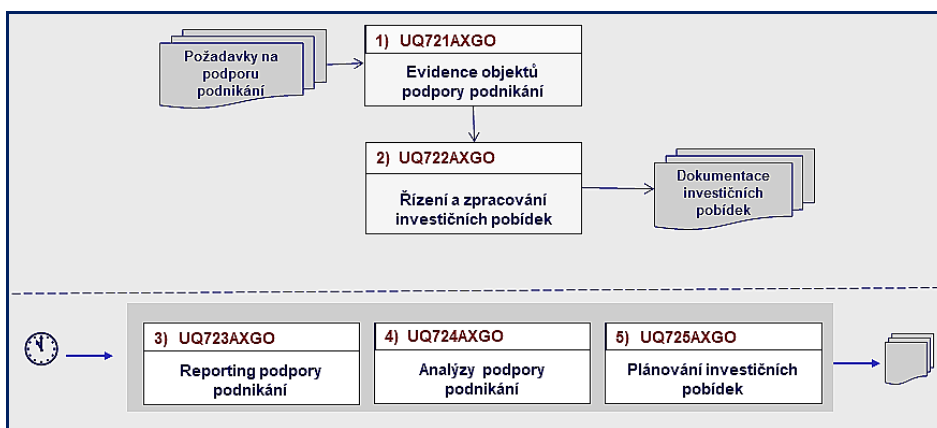 Požadavky na
podporu
podnikání
1) UQ721AXGO
Evidence objektů
podpory podnikání
2) UQ722AXGO
Řízení a zpracování
investičních pobídek
Dokumentace
investičních
pobídek
3) UQ723AXGO
Reporting podpory
podnikání
4) UQ724AXGO
Analýzy podpory
podnikání
5) UQ725AXGO
Plánování investičních
pobídek